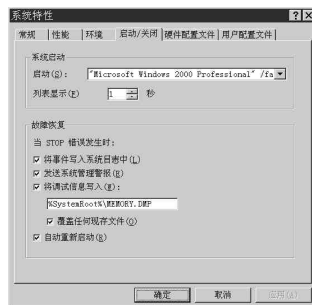 系统特性
常规 性能 环境 启动/关闭 硬件配置文件 用户配置文件
系统启动
启动(S): "Microsoft Windows 2000 Professional" /fa
列表显示(F) 1 秒
故障恢复
当 STOP 错误发生时:
将事件写入系统日志中(L)
发送系统管理警报(E)
将调试信息写入(W):
%SystemRoot%\MEMORY.DMP
覆盖任何现存文件(O)
自动重新启动(R)
确定 取消 应用(A)